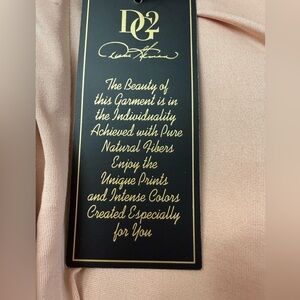 DG2
The Beauty of
this Garment is in
the Individuality
Achieved with Pure
Natural Fibers
Enjoy the
Unique Prints
and Intense Colors
Created Especially
for You